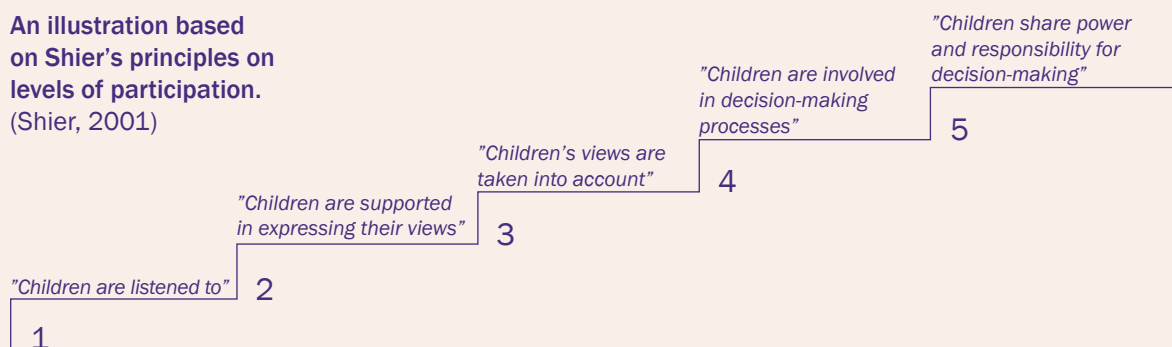 An illustration based
on Shier's principles on
levels of participation.
(Shier, 2001)
"Children are listened to"
1
"Children are supported
in expressing their views"
2
"Children's views are
taken into account"
3
"Children are involved
in decision-making
processes"
4
"Children share power
and responsibility for
decision-making"
5